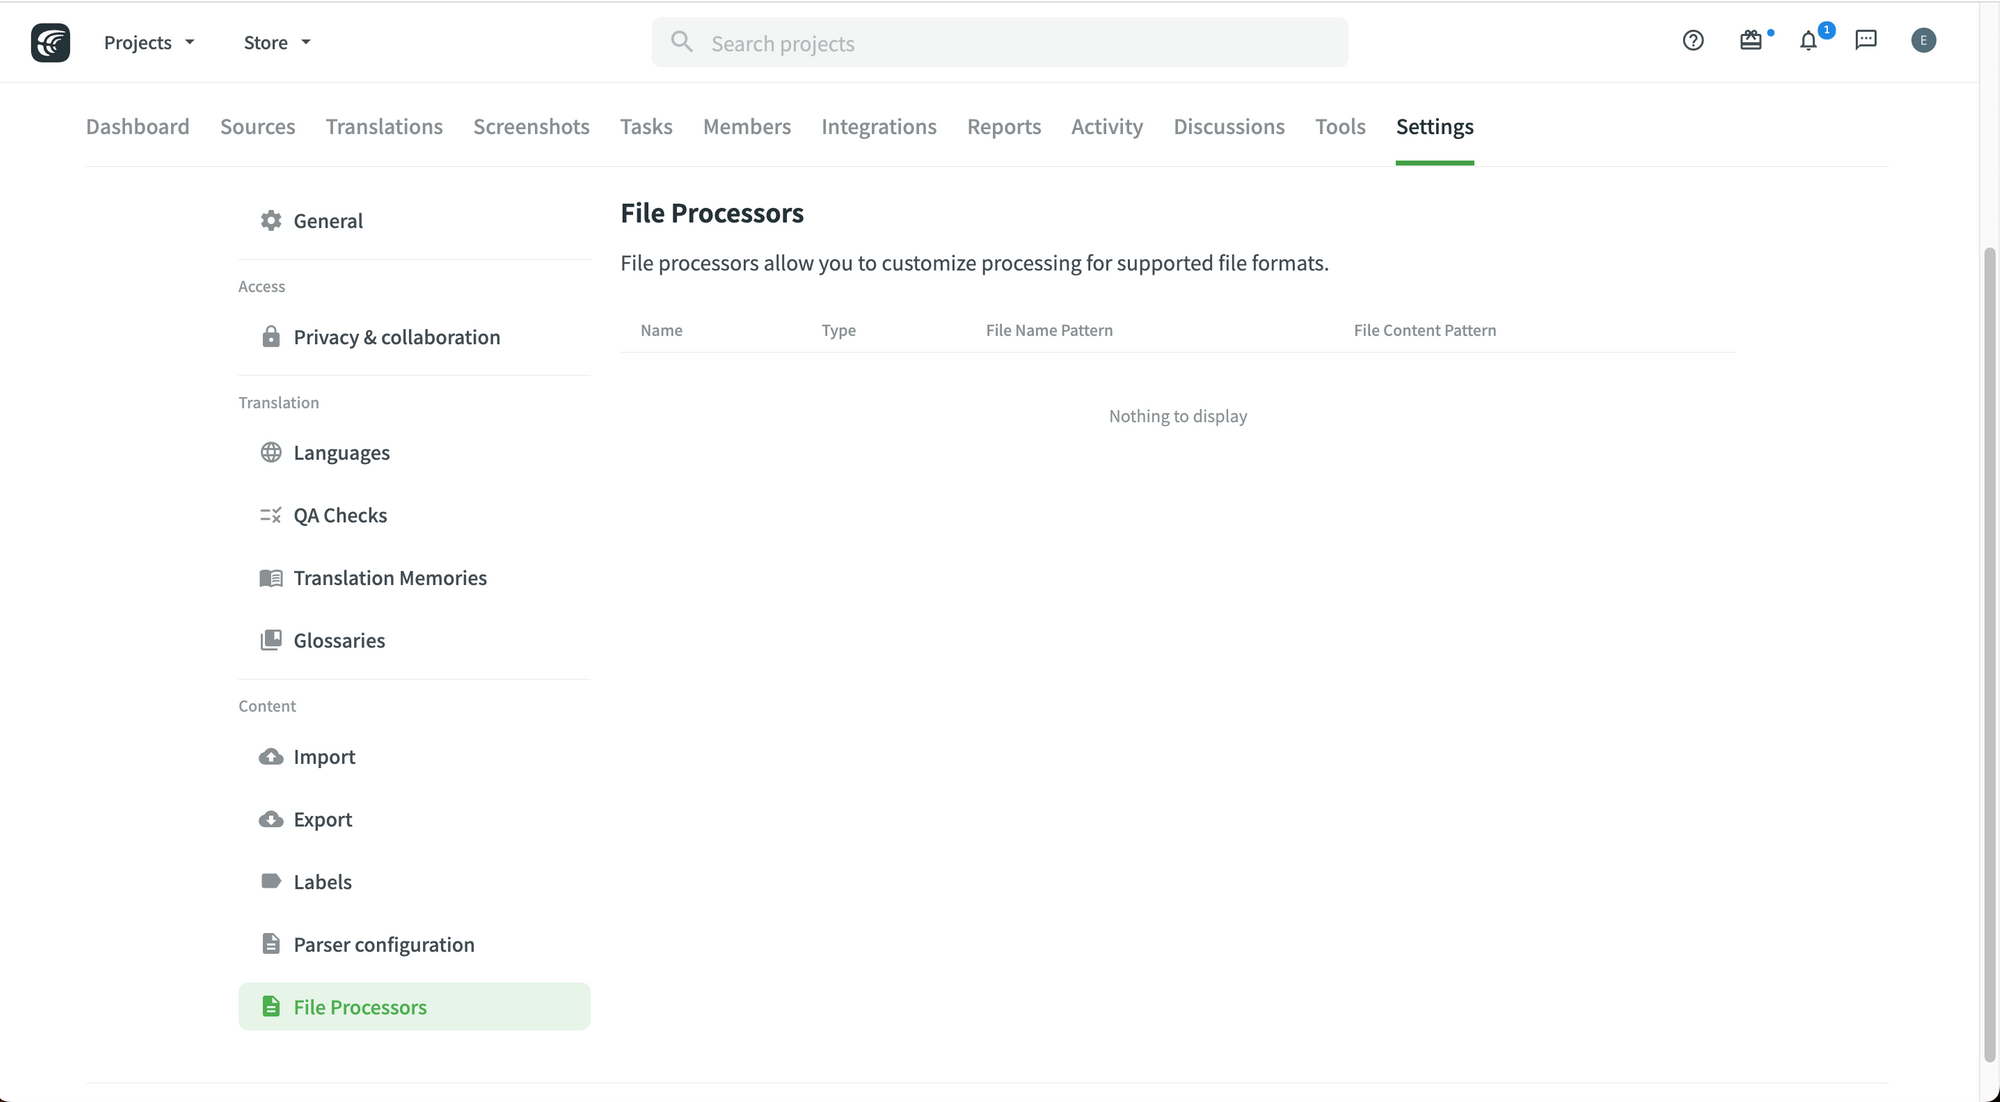 Projects
Store
Search projects
1
E
Dashboard
Sources
Translations
Screenshots
Tasks
Members
Integrations
Reports
Activity
Discussions
Tools
Settings
General
Access
Privacy & collaboration
Translation
Languages
QA Checks
Translation Memories
Glossaries
Content
Import
Export
Labels
Parser configuration
File Processors
File Processors
File processors allow you to customize processing for supported file formats.
Name
Type
File Name Pattern
File Content Pattern
Nothing to display